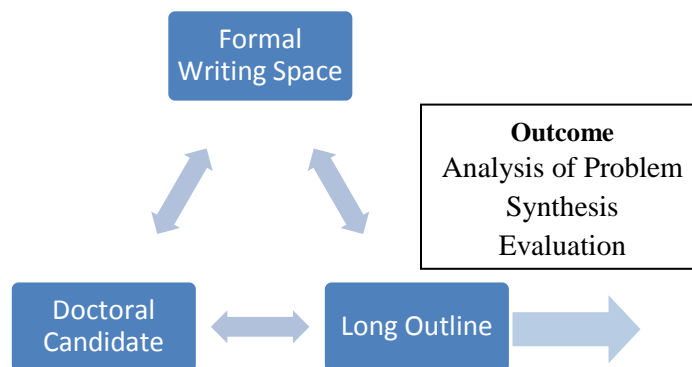 Formal
Writing Space
Outcome
Analysis of Problem
Synthesis
Evaluation
Doctoral
Candidate
Long Outline